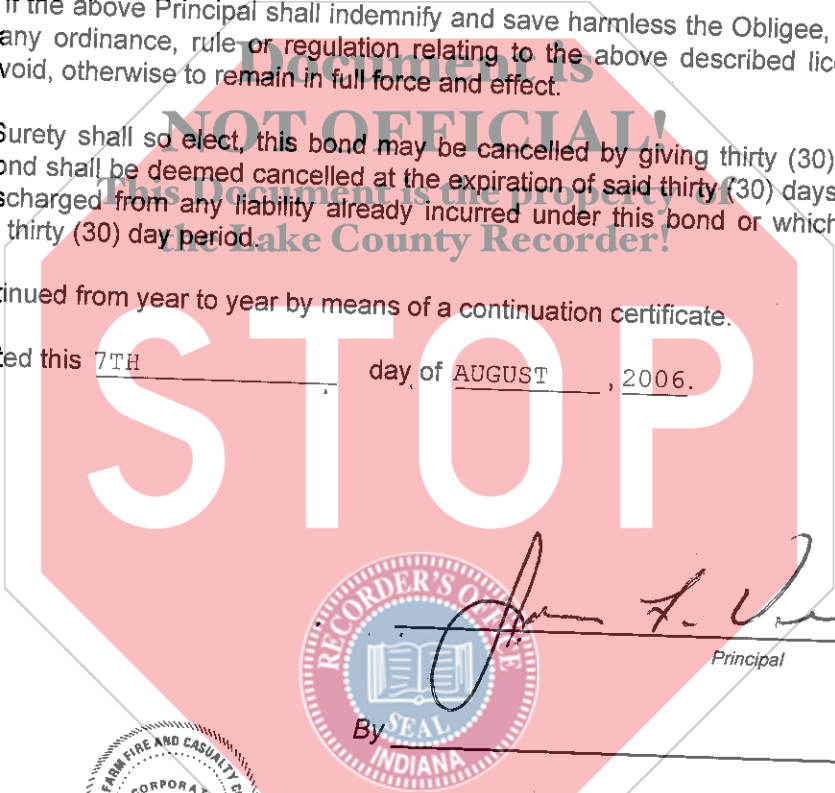 if the above Principal shall indemnify and save harmless the Obligee,
any ordinance, rule or regulation relating to the above described lic
void, otherwise to remain in full force and effect.
Document is
NOT OFFICIAL!
This Document is the property of
the Lake County Recorder!
Surety shall so elect, this bond may be cancelled by giving thirty (30)
ond shall be deemed cancelled at the expiration of said thirty (30) days
scharged from any liability already incurred under this bond or which
thirty (30) day period.
tinued from year to year by means of a continuation certificate.
ted this 7TH day of AUGUST , 2006.
STOP
Principal
By
RECORDER'S OFFICE
SEAL
INDIANA
FARM FIRE AND CASUALTY C
CORPORAT